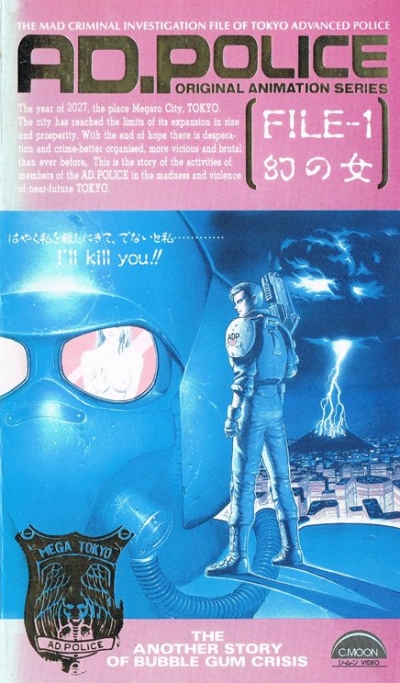 THE MAD CRIMINAL INVESTIGATION FILE OF TOKYO ADVANCED POLICE
AD.POLICE
ORIGINAL ANIMATION SERIES
The year of 2027, the place Megaro City, TOKYO.
The city has reached the limits of its expansion in size
and prosperity. With the end of hope there is despera-
tion and crime-better organised, more vicious and brutal
than ever before. This is the story of the activities of
members of the AD. POLICE in the madness and violence
of near-future TOKYO.
FILE-1
幻の女
はやく私を殺しにきて、でないと私…………
I'll kill you!!
ADP
MEGA TOKYO
AD.POLICE
THE
ANOTHER STORY
OF BUBBLE GUM CRISIS
C.MOON
シ・ムーン VIDEO